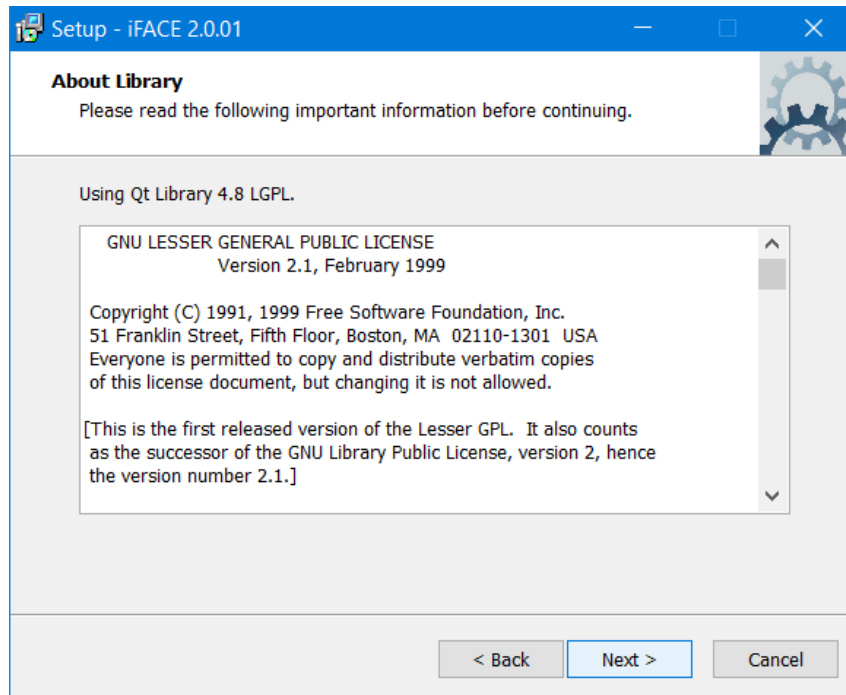 Setup - iFACE 2.0.01
About Library
Please read the following important information before continuing.
Using Qt Library 4.8 LGPL.
GNU LESSER GENERAL PUBLIC LICENSE
Version 2.1, February 1999
Copyright (C) 1991, 1999 Free Software Foundation, Inc.
51 Franklin Street, Fifth Floor, Boston, MA  02110-1301  USA
Everyone is permitted to copy and distribute verbatim copies
of this license document, but changing it is not allowed.
[This is the first released version of the Lesser GPL.  It also counts
as the successor of the GNU Library Public License, version 2, hence
the version number 2.1.]
< Back
Next >
Cancel